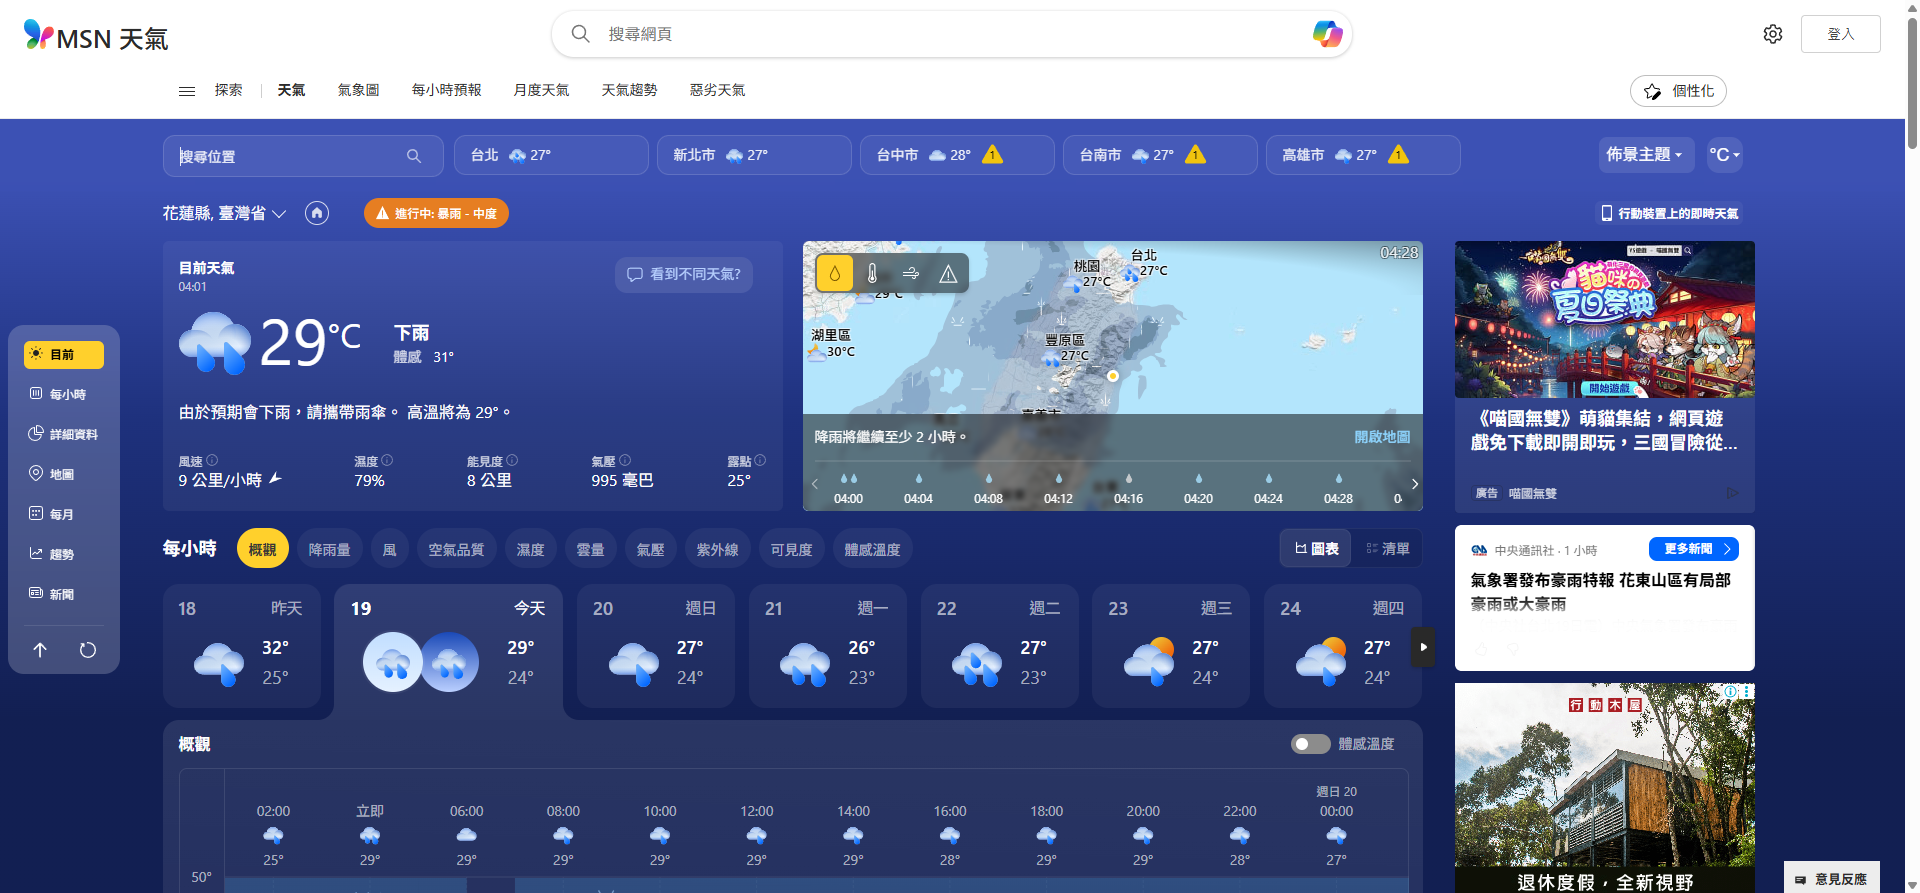 MSN 天氣
搜尋網頁
登入
探索
天氣
氣象圖
每小時預報
月度天氣
天氣趨勢
惡劣天氣
個性化
搜尋位置
台北 27°
新北市 27°
台中市 28° 1
台南市 27° 1
高雄市 27° 1
佈景主題
°C
花蓮縣, 臺灣省
進行中: 暴雨 - 中度
行動裝置上的即時天氣
目前
每小時
詳細資料
地圖
每月
趨勢
新聞
目前天氣
04:01
看到不同天氣?
29°C
下雨
體感 31°
由於預期會下雨，請攜帶雨傘。 高溫將為 29°。
風速
9 公里/小時
濕度
79%
能見度
8 公里
氣壓
995 毫巴
露點
25°
04:28
台北
27°C
桃園
27°C
29°C
湖里區
30°C
豐原區
27°C
嘉義市
降雨將繼續至少 2 小時。
開啟地圖
04:00 04:04 04:08 04:12 04:16 04:20 04:24 04:28
每小時
概觀
降雨量
風
空氣品質
濕度
雲量
氣壓
紫外線
可見度
體感溫度
圖表
清單
18 昨天
32°
25°
19 今天
29°
24°
20 週日
27°
24°
21 週一
26°
23°
22 週二
27°
23°
23 週三
27°
24°
24 週四
27°
24°
概觀
體感溫度
週日 20
02:00 立即 06:00 08:00 10:00 12:00 14:00 16:00 18:00 20:00 22:00 00:00
25° 29° 29° 29° 29° 29° 29° 28° 29° 29° 28° 27°
50°
喵國無雙
貓咪の
夏日祭典
開始遊戲
《喵國無雙》萌貓集結，網頁遊
戲免下載即開即玩，三國冒險從...
廣告 喵國無雙
中央通訊社 · 1 小時
更多新聞
氣象署發布豪雨特報 花東山區有局部
豪雨或大豪雨
行動木屋
退休度假，全新視野
意見反應